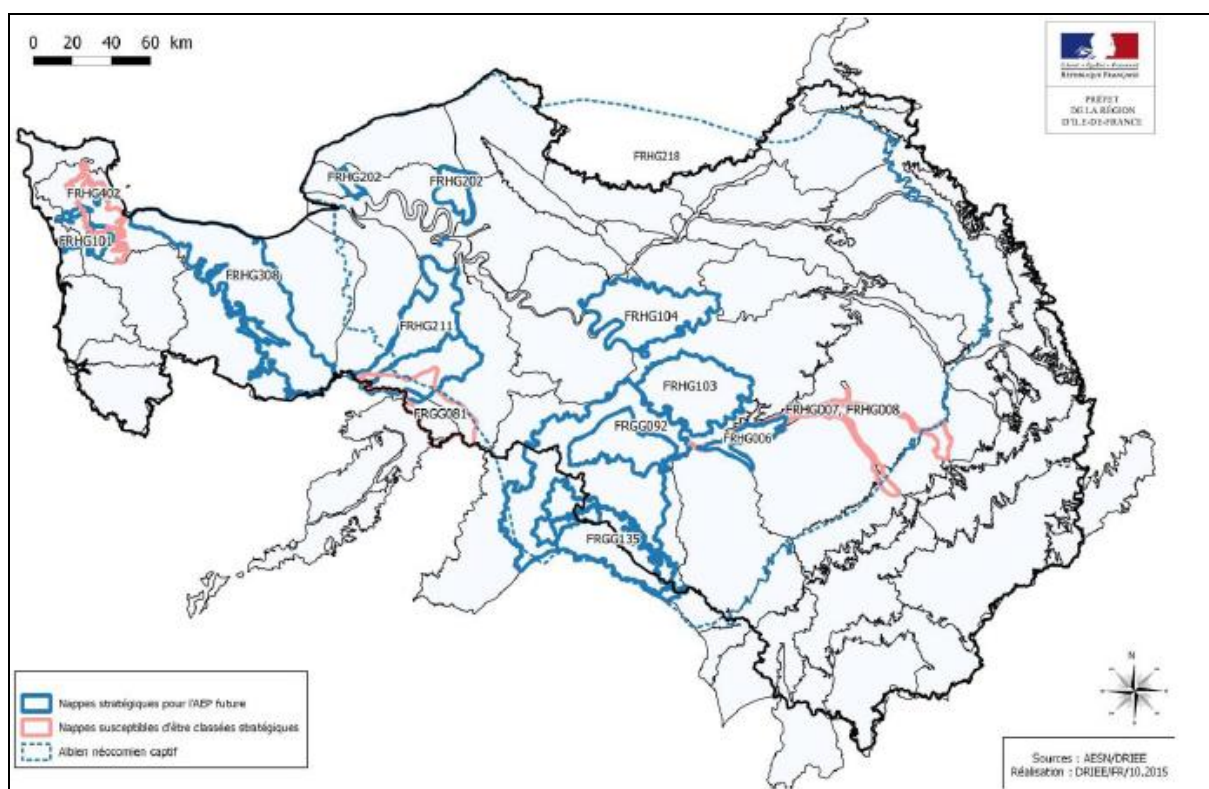 0 20 40 60 km
RÉPUBLIQUE FRANÇAISE
PRÉFET
DE LA RÉGION
D'ILE-DE-FRANCE
FRHG218
FRHG202
FRHG202
FRHG402
FRHG101
FRHG308
FRHG211
FRHG104
FRHG103
FRGG081
FRGG092
FRHG007, FRHG008
FRHG006
FRGG135
N
Nappes stratégiques pour l'AEP future
Nappes susceptibles d'être classées stratégiques
Albien néocomien captif
Sources : AESN/DRIEE
Réalisation : DRIEE/FR/10.2015